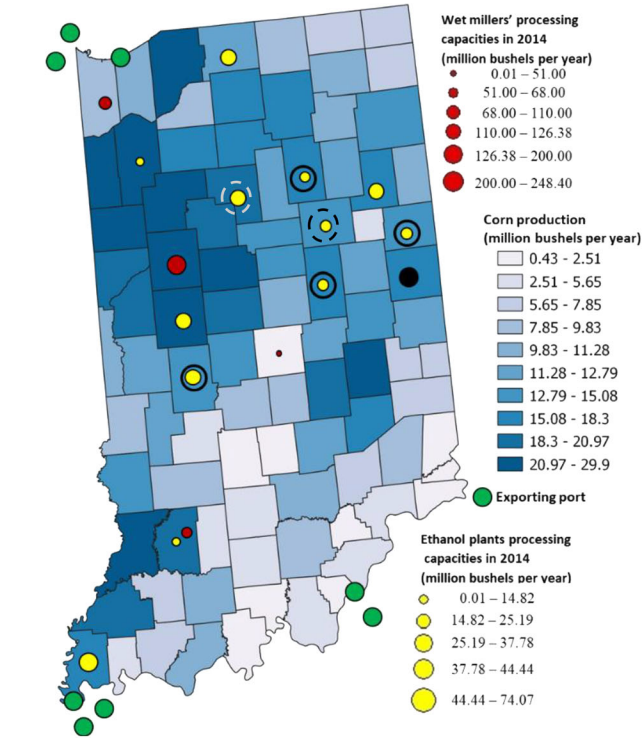 Wet millers' processing
capacities in 2014
(million bushels per year)
0.01 – 51.00
51.00 – 68.00
68.00 – 110.00
110.00 – 126.38
126.38 – 200.00
200.00 – 248.40
Corn production
(million bushels per year)
0.43 - 2.51
2.51 - 5.65
5.65 - 7.85
7.85 - 9.83
9.83 - 11.28
11.28 - 12.79
12.79 - 15.08
15.08 - 18.3
18.3 - 20.97
20.97 - 29.9
Exporting port
Ethanol plants processing
capacities in 2014
(million bushels per year)
0.01 – 14.82
14.82 – 25.19
25.19 – 37.78
37.78 – 44.44
44.44 – 74.07